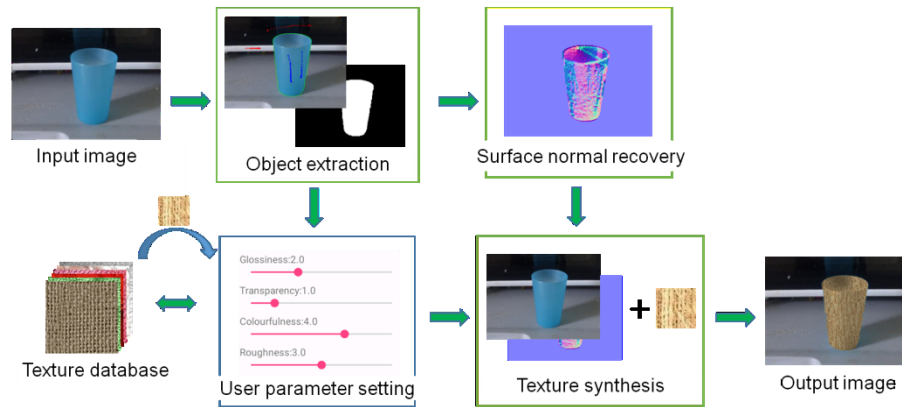 Input image
Object extraction
Surface normal recovery
Glossiness:2.0
Transparency:1.0
Colourfulness:4.0
Roughness:3.0
Texture database
User parameter setting
+
Texture synthesis
Output image